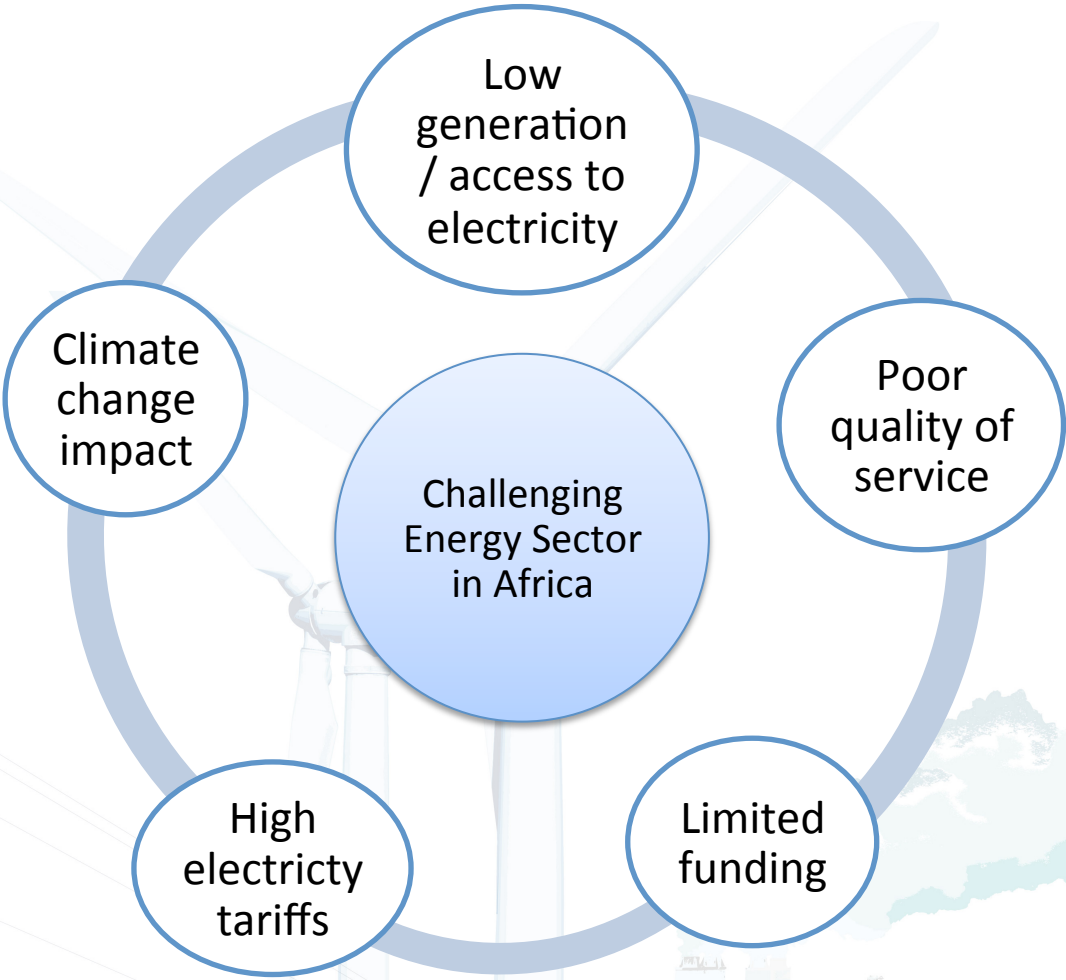 Low
generation
/ access to
electricity
Climate
change
impact
Poor
quality of
service
Challenging
Energy Sector
in Africa
High
electricty
tariffs
Limited
funding